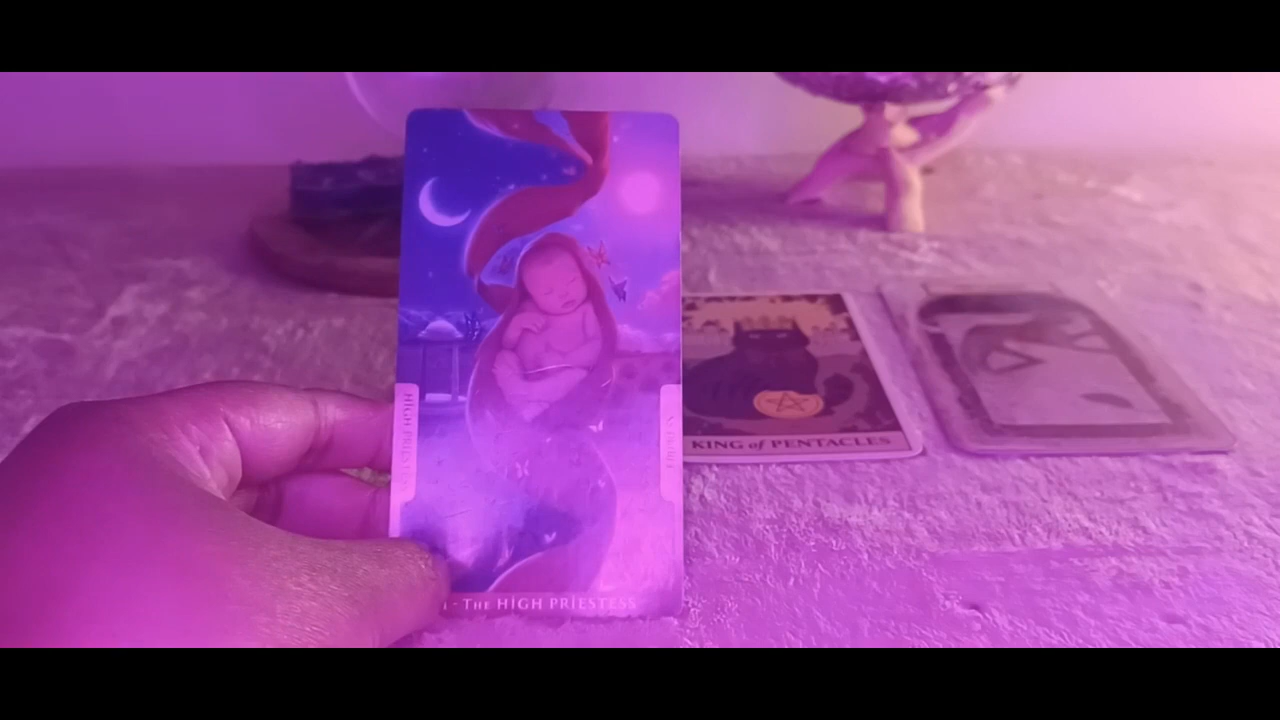 HIGH PRIESTESS
- THE HIGH PRIESTESS
KING of PENTACLES